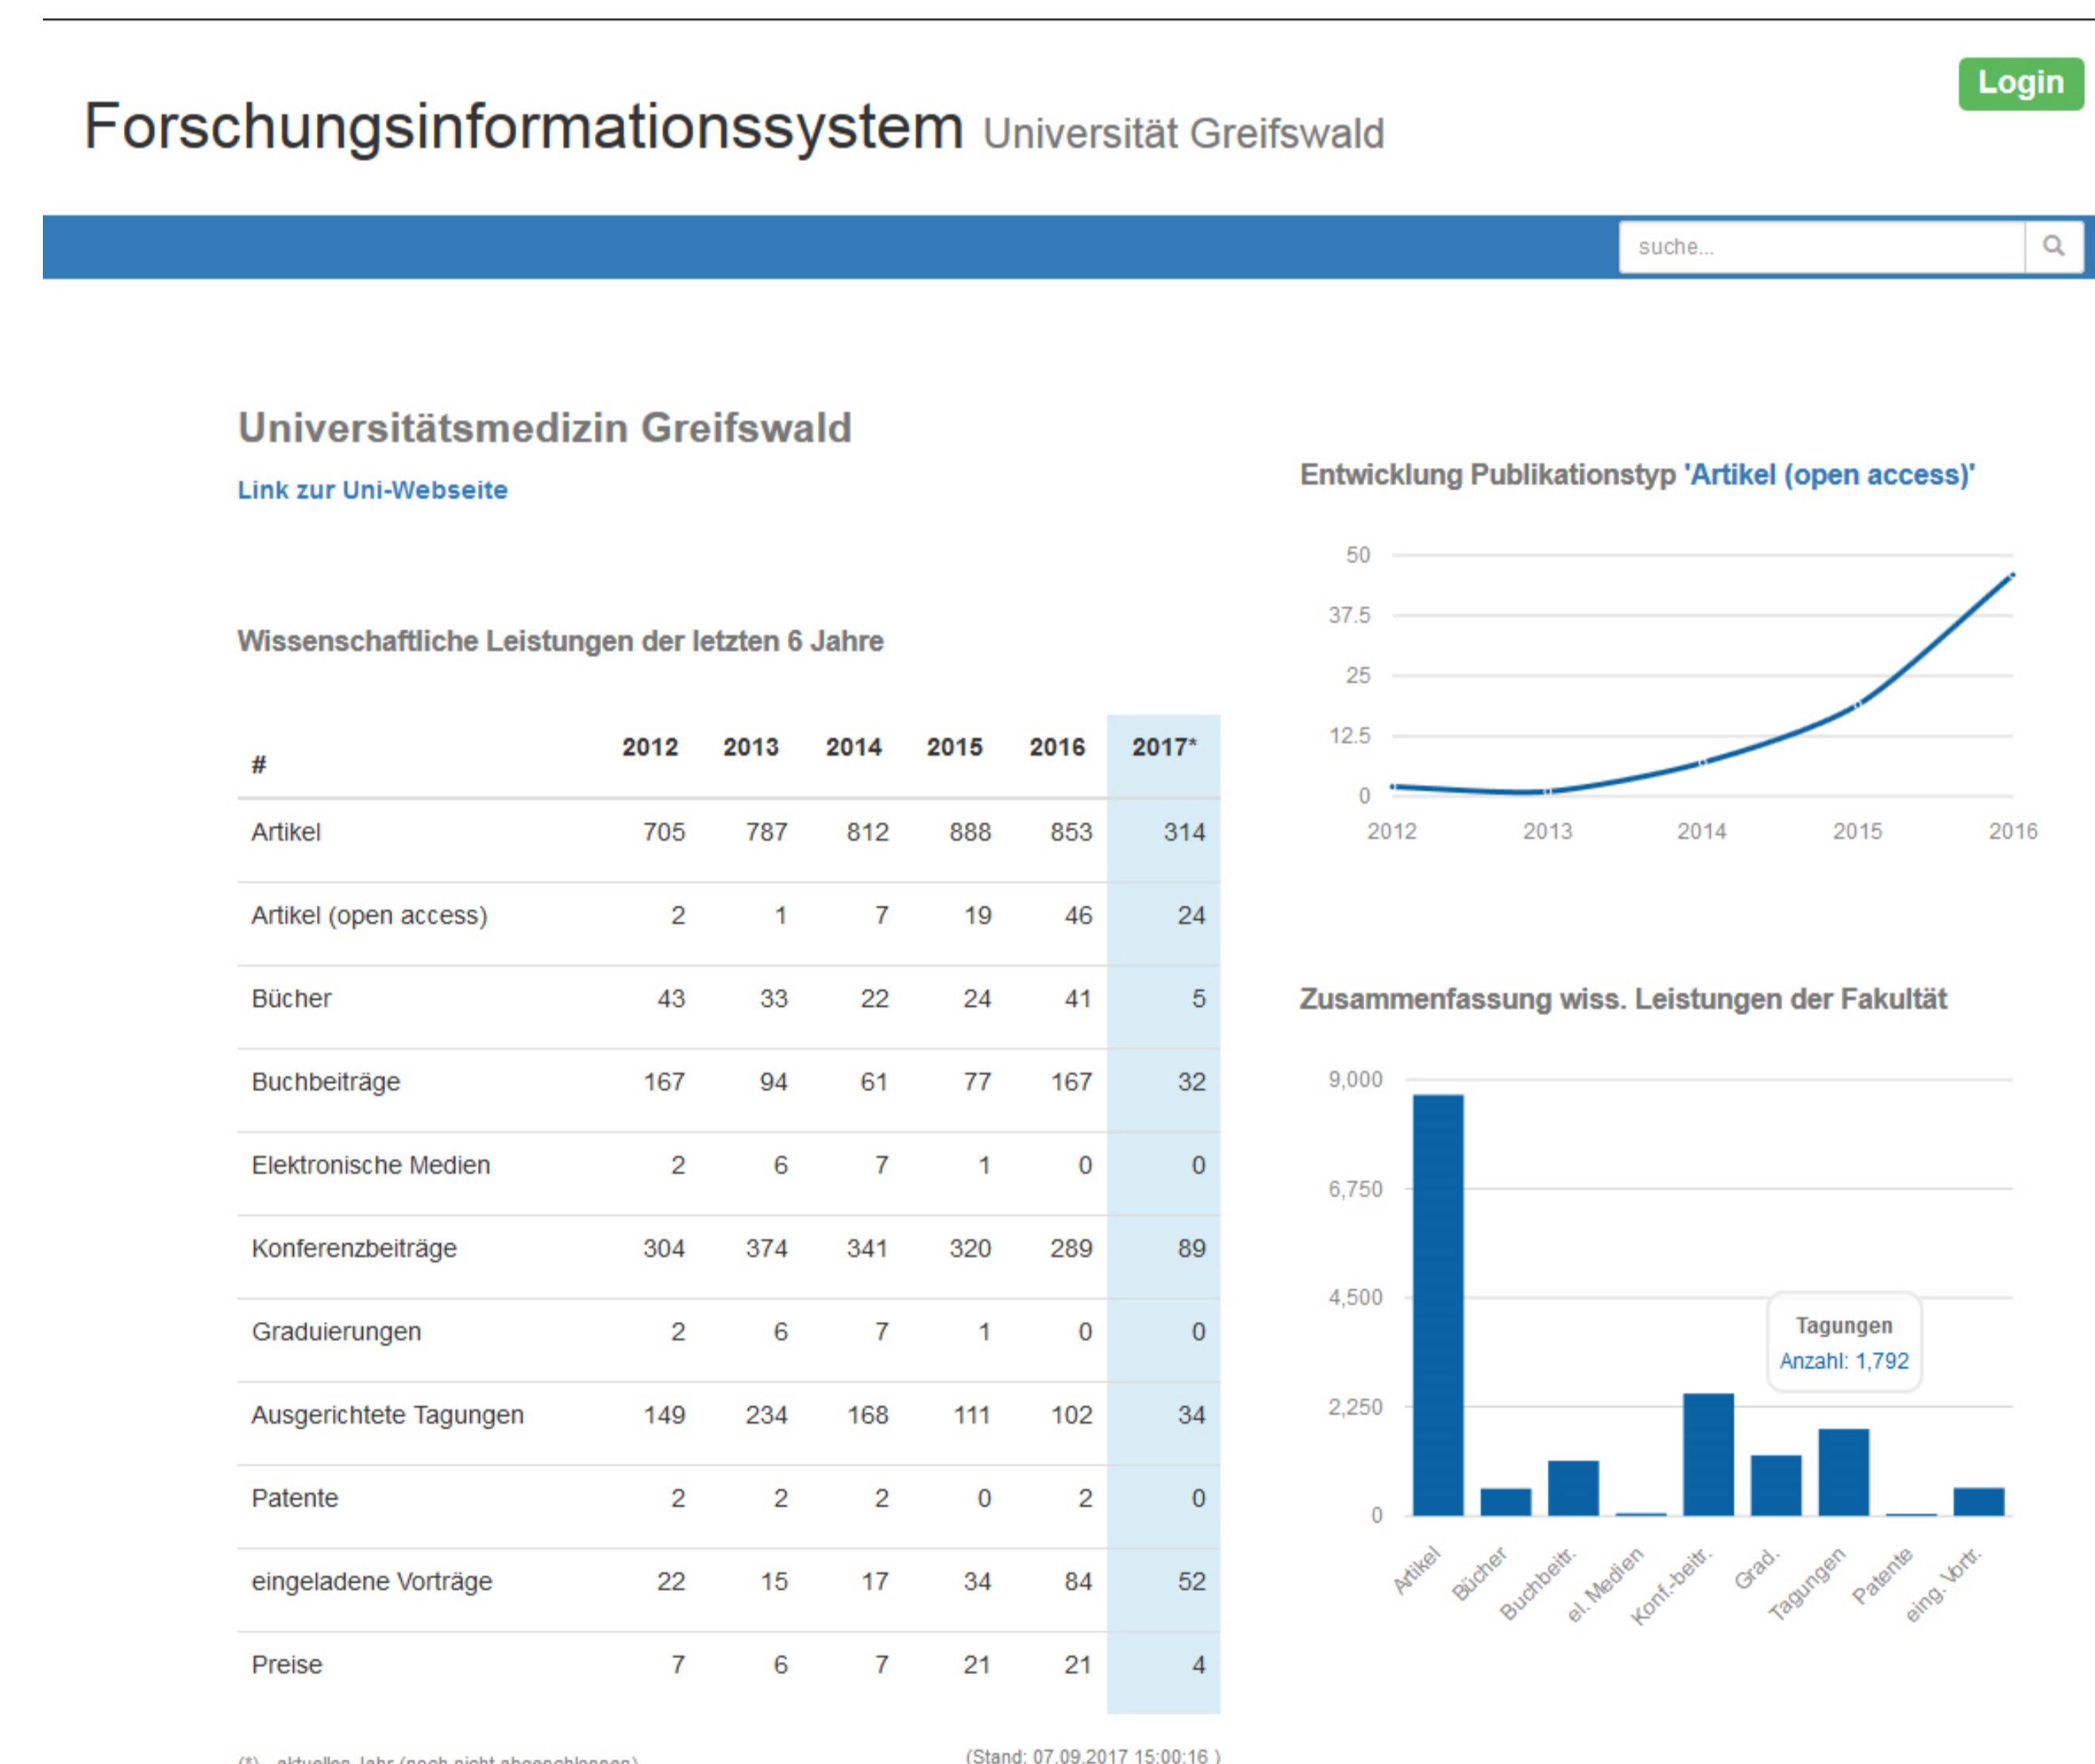 Login
Forschungsinformationssystem Universität Greifswald
suche...
Universitätsmedizin Greifswald
Link zur Uni-Webseite
Wissenschaftliche Leistungen der letzten 6 Jahre
# 2012 2013 2014 2015 2016 2017*
Artikel 705 787 812 888 853 314
Artikel (open access) 2 1 7 19 46 24
Bücher 43 33 22 24 41 5
Buchbeiträge 167 94 61 77 167 32
Elektronische Medien 2 6 7 1 0 0
Konferenzbeiträge 304 374 341 320 289 89
Graduierungen 2 6 7 1 0 0
Ausgerichtete Tagungen 149 234 168 111 102 34
Patente 2 2 2 0 2 0
eingeladene Vorträge 22 15 17 34 84 52
Preise 7 6 7 21 21 4
(*) - aktuelles Jahr (noch nicht abgeschlossen)
(Stand: 07.09.2017 15:00:16 )
Entwicklung Publikationstyp 'Artikel (open access)'
50
37.5
25
12.5
0
2012 2013 2014 2015 2016
Zusammenfassung wiss. Leistungen der Fakultät
9,000
6,750
4,500
2,250
0
Tagungen
Anzahl: 1,792
Artikel Bücher Buchbeitr. el. Medien Konf.-beitr. Grad. Tagungen Patente eing. Vortr.